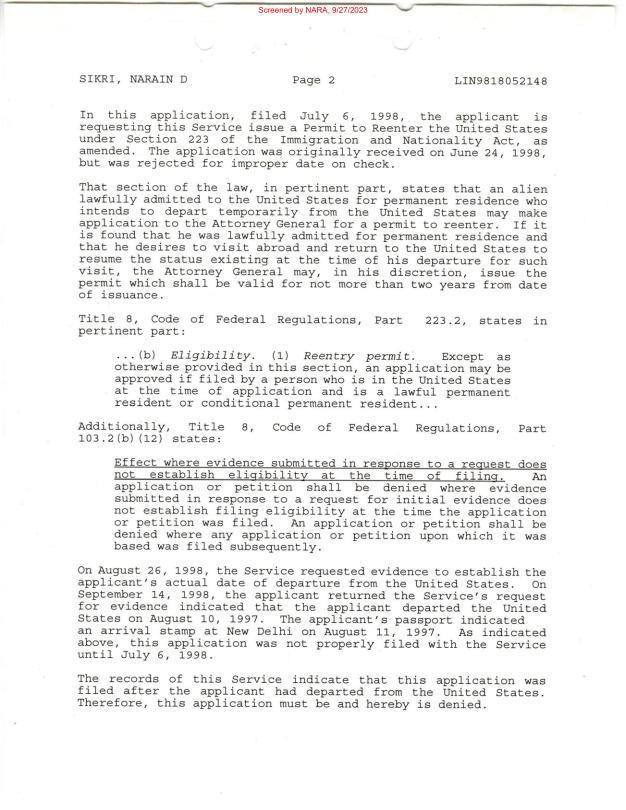 Screened by NARA, 9/27/2023
SIKRI, NARAIN D Page 2 LIN9818052148
In this application, filed July 6, 1998, the applicant is
requesting this Service issue a Permit to Reenter the United States
under Section 223 of the Immigration and Nationality Act, as
amended. The application was originally received on June 24, 1998,
but was rejected for improper date on check.
That section of the law, in pertinent part, states that an alien
lawfully admitted to the United States for permanent residence who
intends to depart temporarily from the United States may make
application to the Attorney General for a permit to reenter. If it
is found that he was lawfully admitted for permanent residence and
that he desires to visit abroad and return to the United States to
resume the status existing at the time of his departure for such
visit, the Attorney General may, in his discretion, issue the
permit which shall be valid for not more than two years from date
of issuance.
Title 8, Code of Federal Regulations, Part 223.2, states in
pertinent part:
...(b) Eligibility. (1) Reentry permit. Except as
otherwise provided in this section, an application may be
approved if filed by a person who is in the United States
at the time of application and is a lawful permanent
resident or conditional permanent resident...
Additionally, Title 8, Code of Federal Regulations, Part
103.2(b)(12) states:
Effect where evidence submitted in response to a request does
not establish eligibility at the time of filing. An
application or petition shall be denied where evidence
submitted in response to a request for initial evidence does
not establish filing eligibility at the time the application
or petition was filed. An application or petition shall be
denied where any application or petition upon which it was
based was filed subsequently.
On August 26, 1998, the Service requested evidence to establish the
applicant's actual date of departure from the United States. On
September 14, 1998, the applicant returned the Service's request
for evidence indicated that the applicant departed the United
States on August 10, 1997. The applicant's passport indicated
an arrival stamp at New Delhi on August 11, 1997. As indicated
above, this application was not properly filed with the Service
until July 6, 1998.
The records of this Service indicate that this application was
filed after the applicant had departed from the United States.
Therefore, this application must be and hereby is denied.